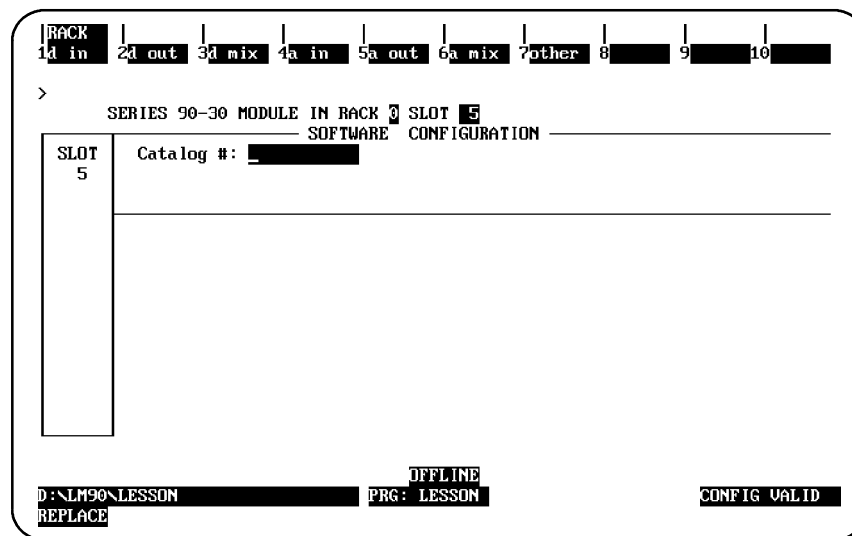 RACK
1d in 2d out 3d mix 4a in 5a out 6a mix 7other 8 9 10
>
SERIES 90-30 MODULE IN RACK 0 SLOT 5
SOFTWARE CONFIGURATION
SLOT Catalog #: _
5
OFFLINE
D:\LM90\LESSON PRG: LESSON CONFIG VALID
REPLACE